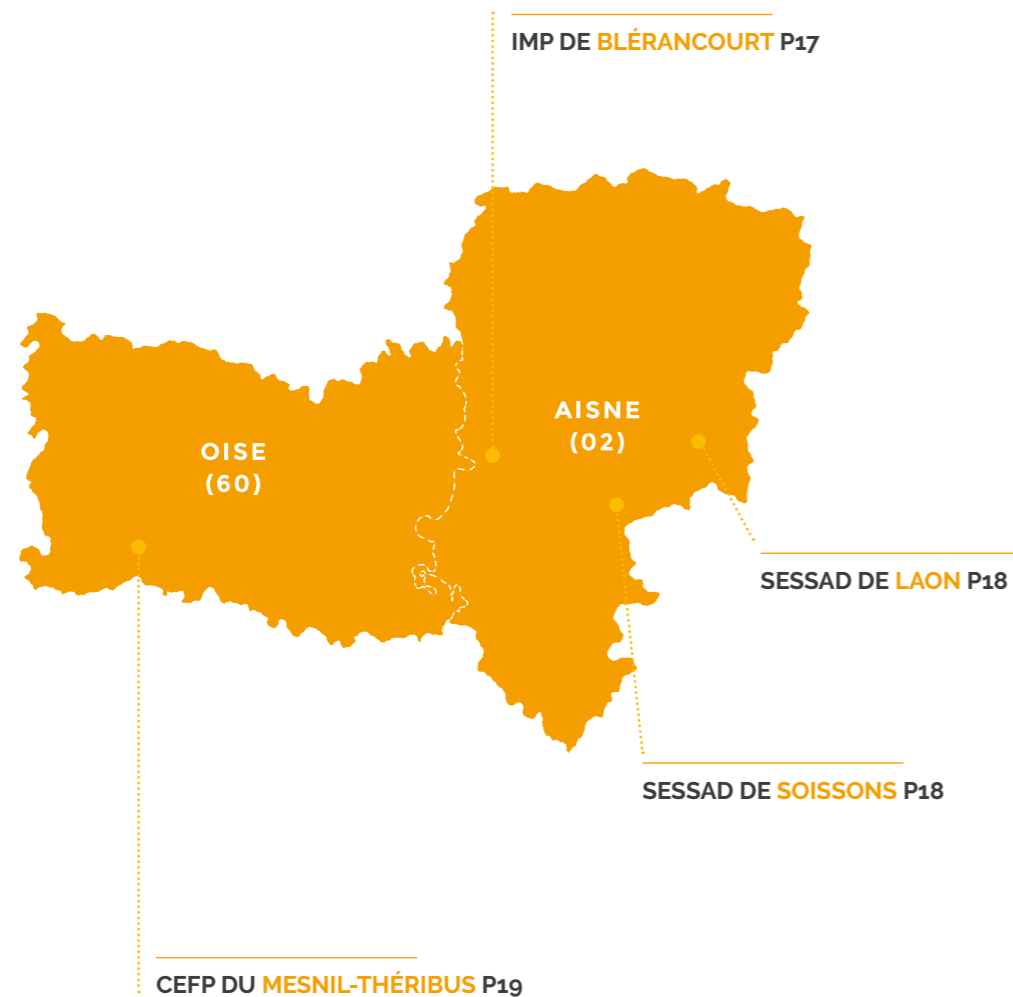 IMP DE BLÉRANCOURT P17
AISNE
(02)
OISE
(60)
SESSAD DE LAON P18
SESSAD DE SOISSONS P18
CEFP DU MESNIL-THÉRIBUS P19